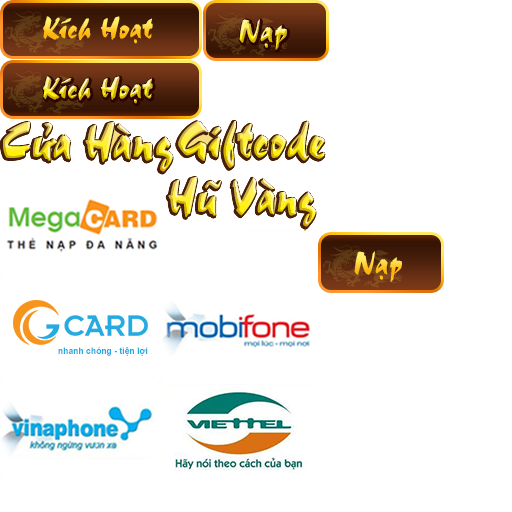 Kích Hoạt
Nạp
Kích Hoạt
Cửa Hàng
Giftcode
Hũ Vàng
MegaCARD
THẺ NẠP ĐA NĂNG
Nạp
GCARD
nhanh chóng - tiện lợi
mobifone
mọi lúc - mọi nơi
vinaphone
không ngừng vươn xa
VIETTEL
Hãy nói theo cách của bạn